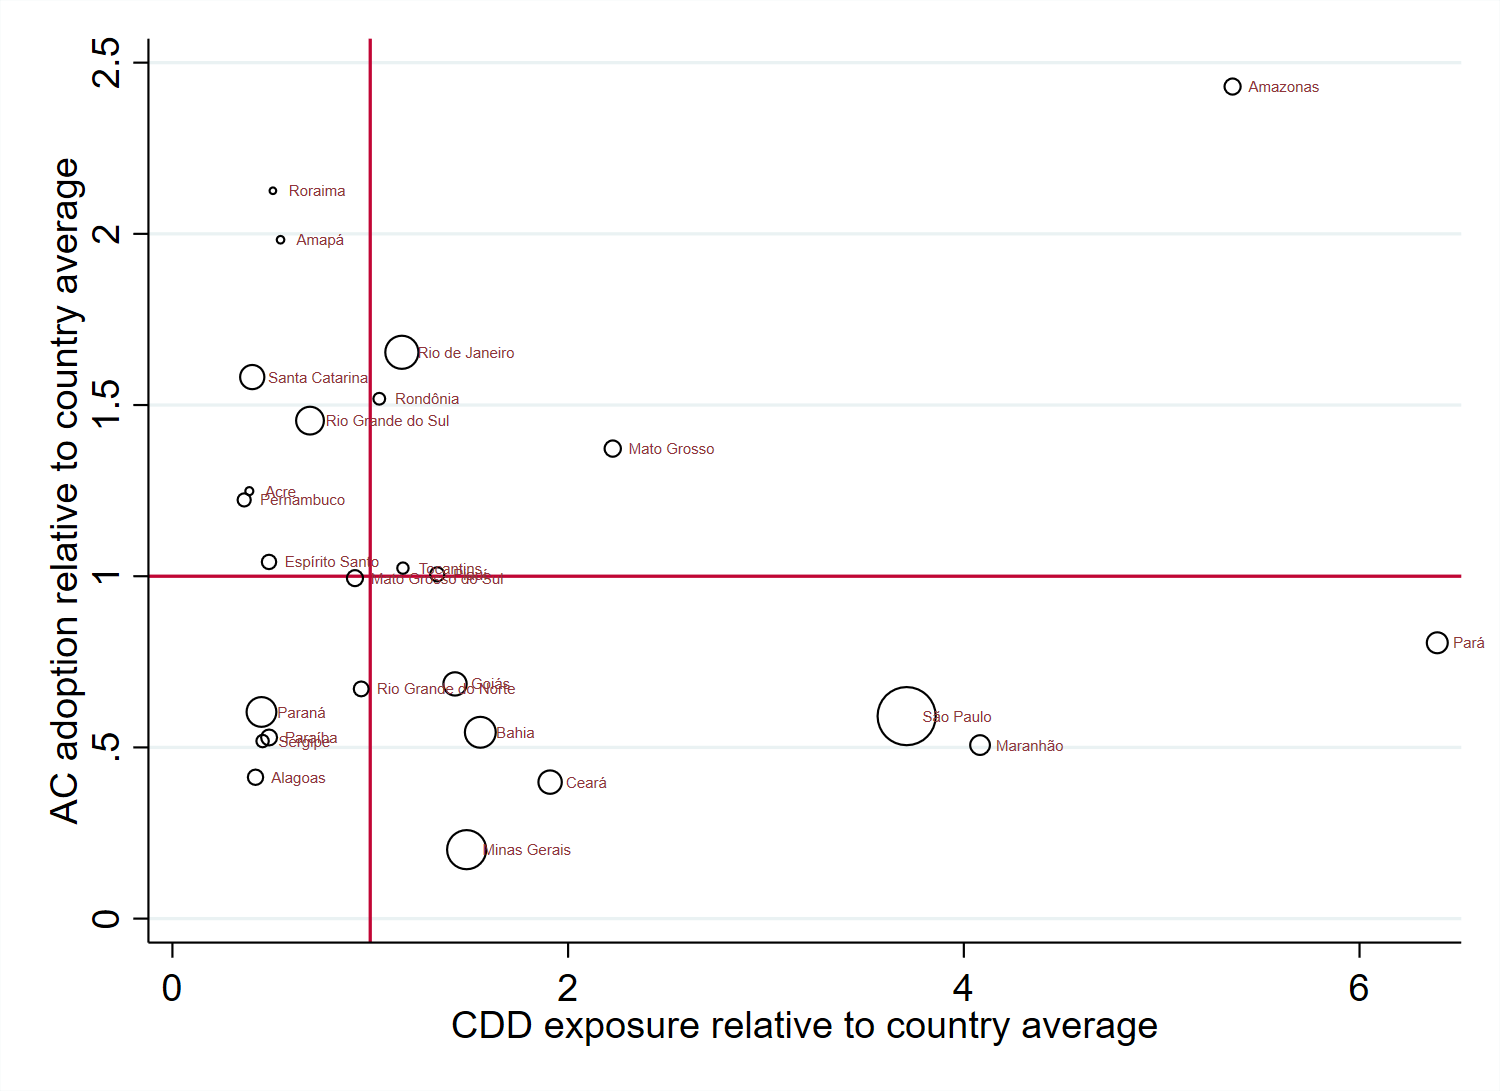 2.5
2
1.5
1
.5
0
AC adoption relative to country average
Amazonas
Roraima
Amapá
Rio de Janeiro
Santa Catarina
Rondônia
Rio Grande do Sul
Mato Grosso
Acre
Pernambuco
Espírito Santo
Tocantins
Piauí
Mato Grosso do Sul
Pará
Goiás
Rio Grande do Norte
Paraná
São Paulo
Bahia
Paraíba
Sergipe
Maranhão
Alagoas
Ceará
Minas Gerais
0
2
4
6
CDD exposure relative to country average